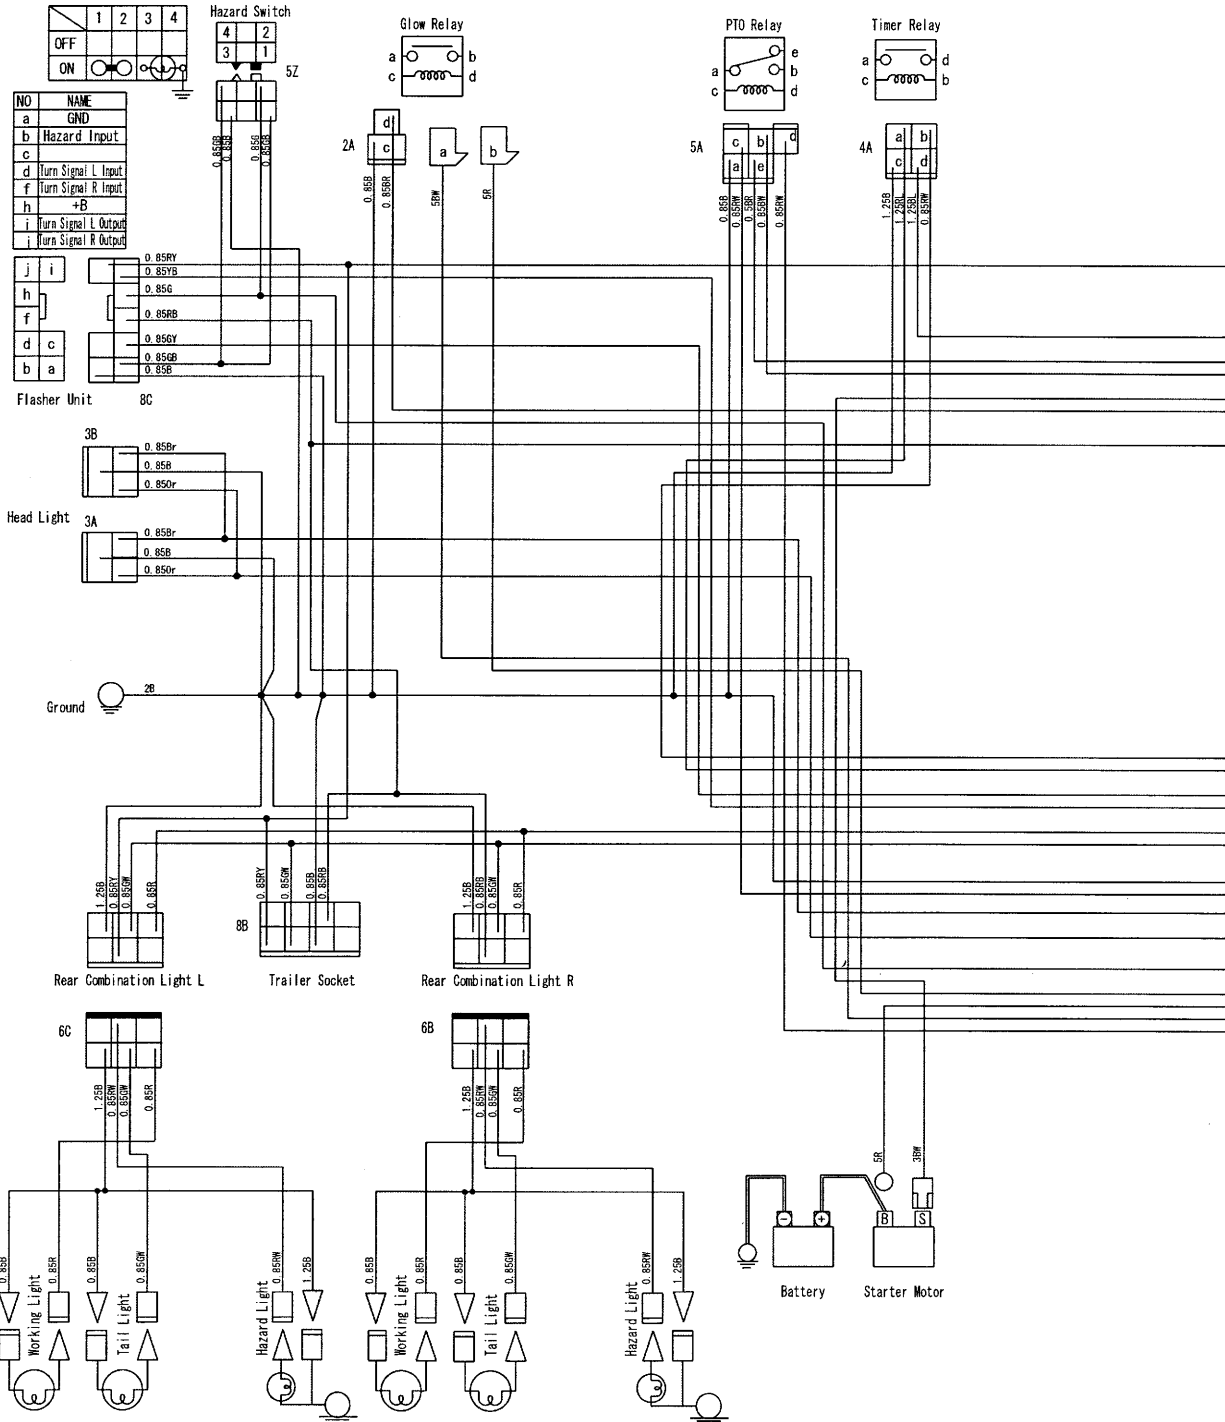 1 2 3 4
OFF
ON
Hazard Switch
4 2
3 1
5Z
Glow Relay
a b
c d
PTO Relay
e
a b
c d
Timer Relay
a d
c b
NO NAME
a GND
b Hazard Input
c
d Turn Signal L Input
f Turn Signal R Input
h +B
i Turn Signal L Output
j Turn Signal R Output
2A
d
c
a
b
5A
c b d
a e
4A
a b
c d
0.85GB
0.85B
0.85G
0.85GB
0.85B
0.85BR
5BW
5R
0.85B
0.85RW
0.5BR
0.85BW
0.85RW
1.25B
1.25RL
1.25BL
0.85RW
j i
h
f
d c
b a
0.85RY
0.85YB
0.85G
0.85RB
0.85GY
0.85GB
0.85B
Flasher Unit
8C
3B
0.85Br
0.85B
0.85Or
Head Light
3A
0.85Br
0.85B
0.85Or
Ground
2B
1.25B
0.85RY
0.85GW
0.85R
0.85RY
0.85GW
0.85B
0.85RB
1.25B
0.85RB
0.85GW
0.85R
8B
Rear Combination Light L
Trailer Socket
Rear Combination Light R
6C
6B
1.25B
0.85RW
0.85GW
0.85R
1.25B
0.85RW
0.85GW
0.85R
5R
3BW
- +
B S
Battery
Starter Motor
0.85B
0.85R
0.85B
0.85GW
0.85RW
1.25B
0.85B
0.85R
0.85B
0.85GW
0.85RW
1.25B
Working Light
Tail Light
Hazard Light
Working Light
Tail Light
Hazard Light